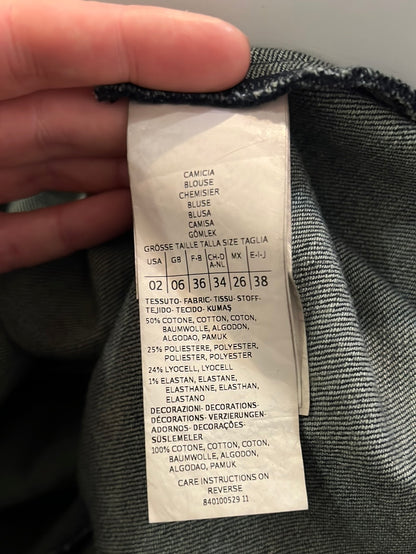 CAMICIA
BLOUSE
CHEMISIER
BLUSE
BLUSA
CAMISA
GÖMLEK
GRÖSSE TAILLE TALLA SIZE TAGLIA
USA GB F-B CH-D A-NL MX E-I-J
02 06 36 34 26 38
TESSUTO- FABRIC- TISSU- STOFF-
TEJIDO- TECIDO- KUMAŞ
50% COTONE, COTTON, COTON,
BAUMWOLLE, ALGODON,
ALGODAO, PAMUK
25% POLIESTERE, POLYESTER,
POLIESTER, POLYESTER
24% LYOCELL, LYOCELL
1% ELASTAN, ELASTANE,
ELASTHANNE, ELASTHAN,
ELASTANO
DECORAZIONI- DECORATIONS-
DÉCORATIONS- VERZIERUNGEN-
ADORNOS- DECORAÇÕES-
SÜSLEMELER
100% COTONE, COTTON, COTON,
BAUMWOLLE, ALGODON,
ALGODAO, PAMUK
CARE INSTRUCTIONS ON
REVERSE
840100529 11